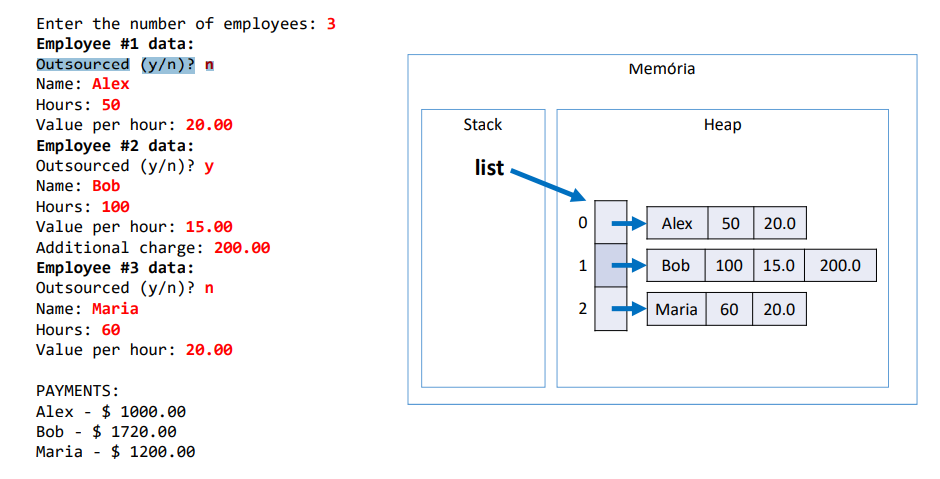 Enter the number of employees: 3
Employee #1 data:
Outsourced (y/n)? n
Name: Alex
Hours: 50
Value per hour: 20.00
Employee #2 data:
Outsourced (y/n)? y
Name: Bob
Hours: 100
Value per hour: 15.00
Additional charge: 200.00
Employee #3 data:
Outsourced (y/n)? n
Name: Maria
Hours: 60
Value per hour: 20.00
PAYMENTS:
Alex - $ 1000.00
Bob - $ 1720.00
Maria - $ 1200.00
Memória
Stack
Heap
list
0 Alex 50 20.0
1 Bob 100 15.0 200.0
2 Maria 60 20.0